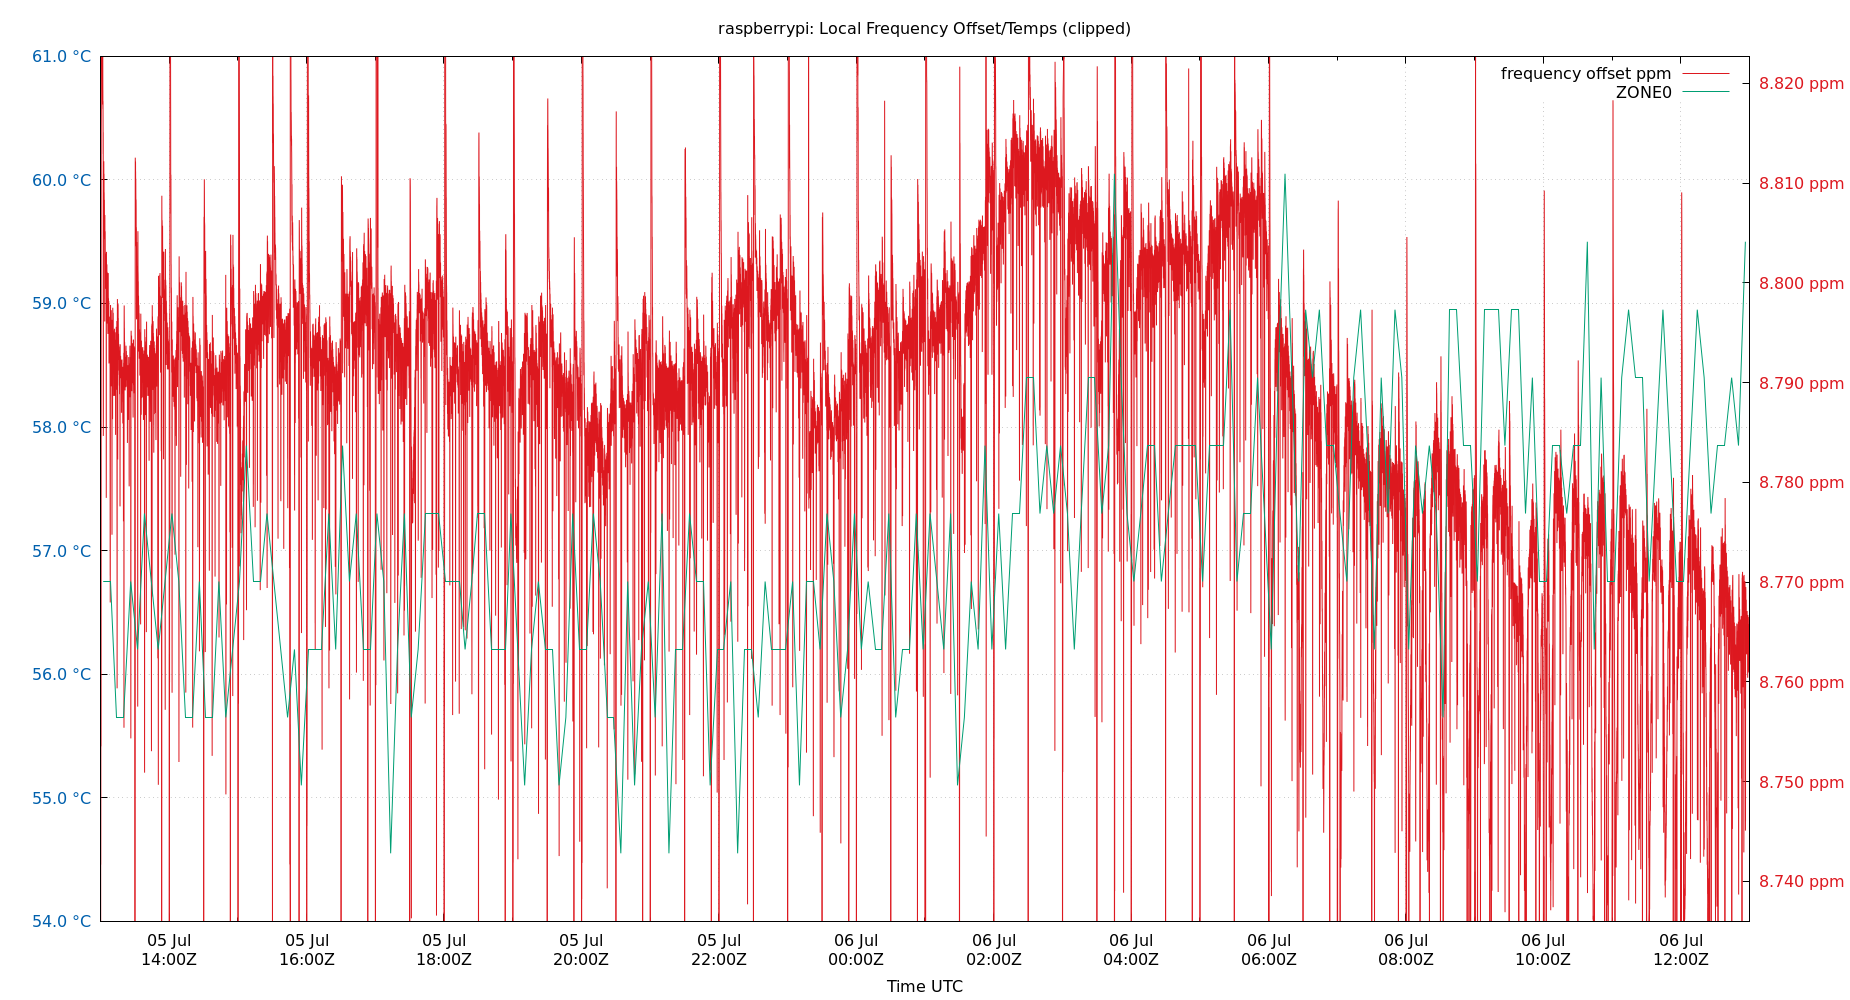 raspberrypi: Local Frequency Offset/Temps (clipped)
61.0 °C
60.0 °C
59.0 °C
58.0 °C
57.0 °C
56.0 °C
55.0 °C
54.0 °C
frequency offset ppm
ZONE0
8.820 ppm
8.810 ppm
8.800 ppm
8.790 ppm
8.780 ppm
8.770 ppm
8.760 ppm
8.750 ppm
8.740 ppm
05 Jul 05 Jul 05 Jul 05 Jul 05 Jul 06 Jul 06 Jul 06 Jul 06 Jul 06 Jul 06 Jul 06 Jul
14:00Z 16:00Z 18:00Z 20:00Z 22:00Z 00:00Z 02:00Z 04:00Z 06:00Z 08:00Z 10:00Z 12:00Z
Time UTC